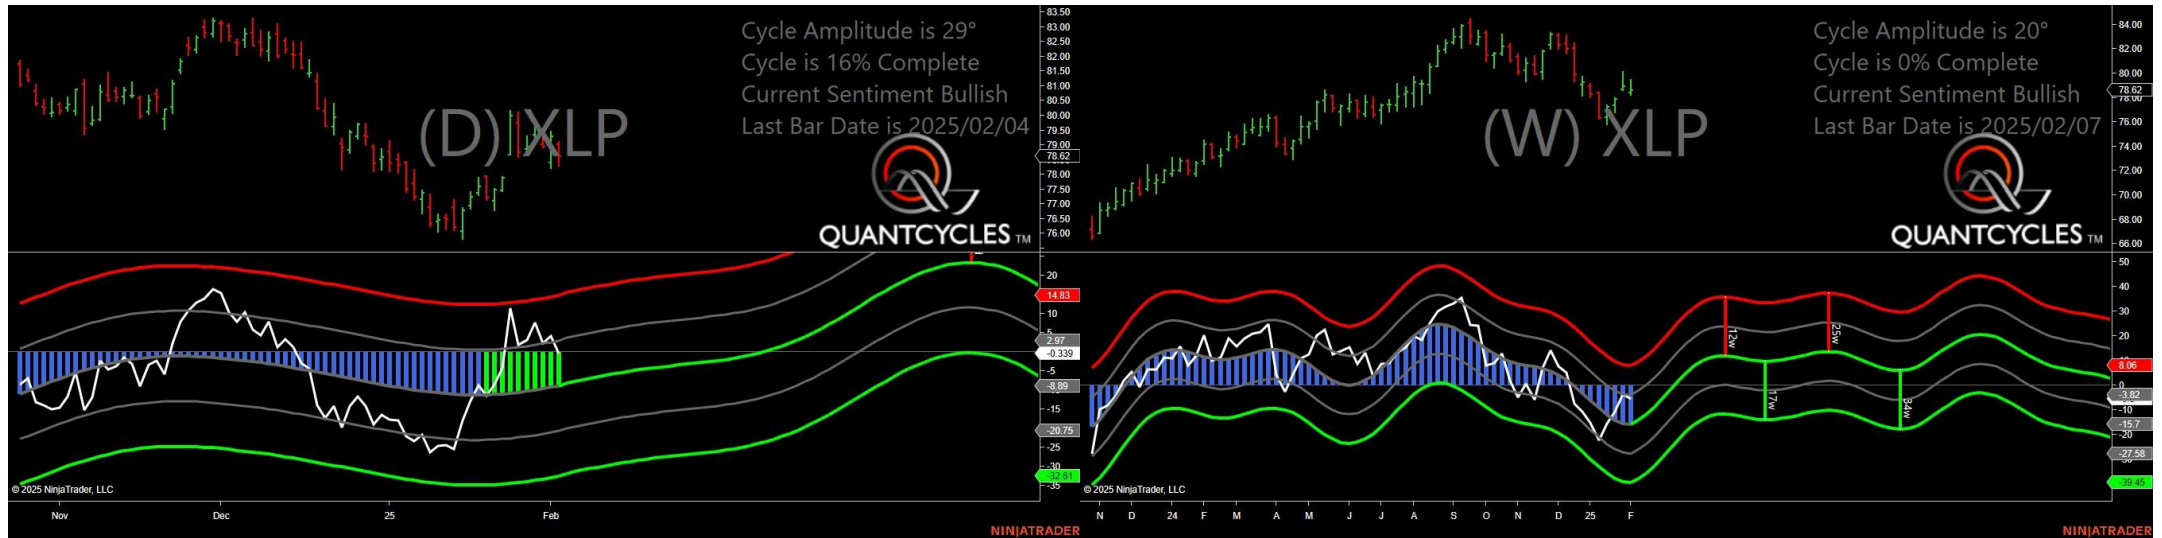 Cycle Amplitude is 29°
Cycle is 16% Complete
Current Sentiment Bullish
Last Bar Date is 2025/02/04
(D) XLP
QUANTCYCLES TM
83.50
83.00
82.50
82.00
81.50
81.00
80.50
80.00
79.50
79.00
78.62
78.00
77.50
77.00
76.50
76.00
20
14.83
10
5
2.97
-0.339
-5
-8.89
-15
-20.75
-25
-30
-32.61
-35
© 2025 NinjaTrader, LLC
Nov Dec 25 Feb
NINJATRADER
Cycle Amplitude is 20°
Cycle is 0% Complete
Current Sentiment Bullish
Last Bar Date is 2025/02/07
(W) XLP
QUANTCYCLES TM
84.00
82.00
80.00
78.62
78.00
76.00
74.00
72.00
70.00
68.00
66.00
50
40
30
20
8.06
0
-3.82
-10
-15.7
-20
-27.58
-39.45
12w
25w
17w
34w
© 2025 NinjaTrader, LLC
N D 24 F M A M J J A S O N D 25 F
NINJATRADER